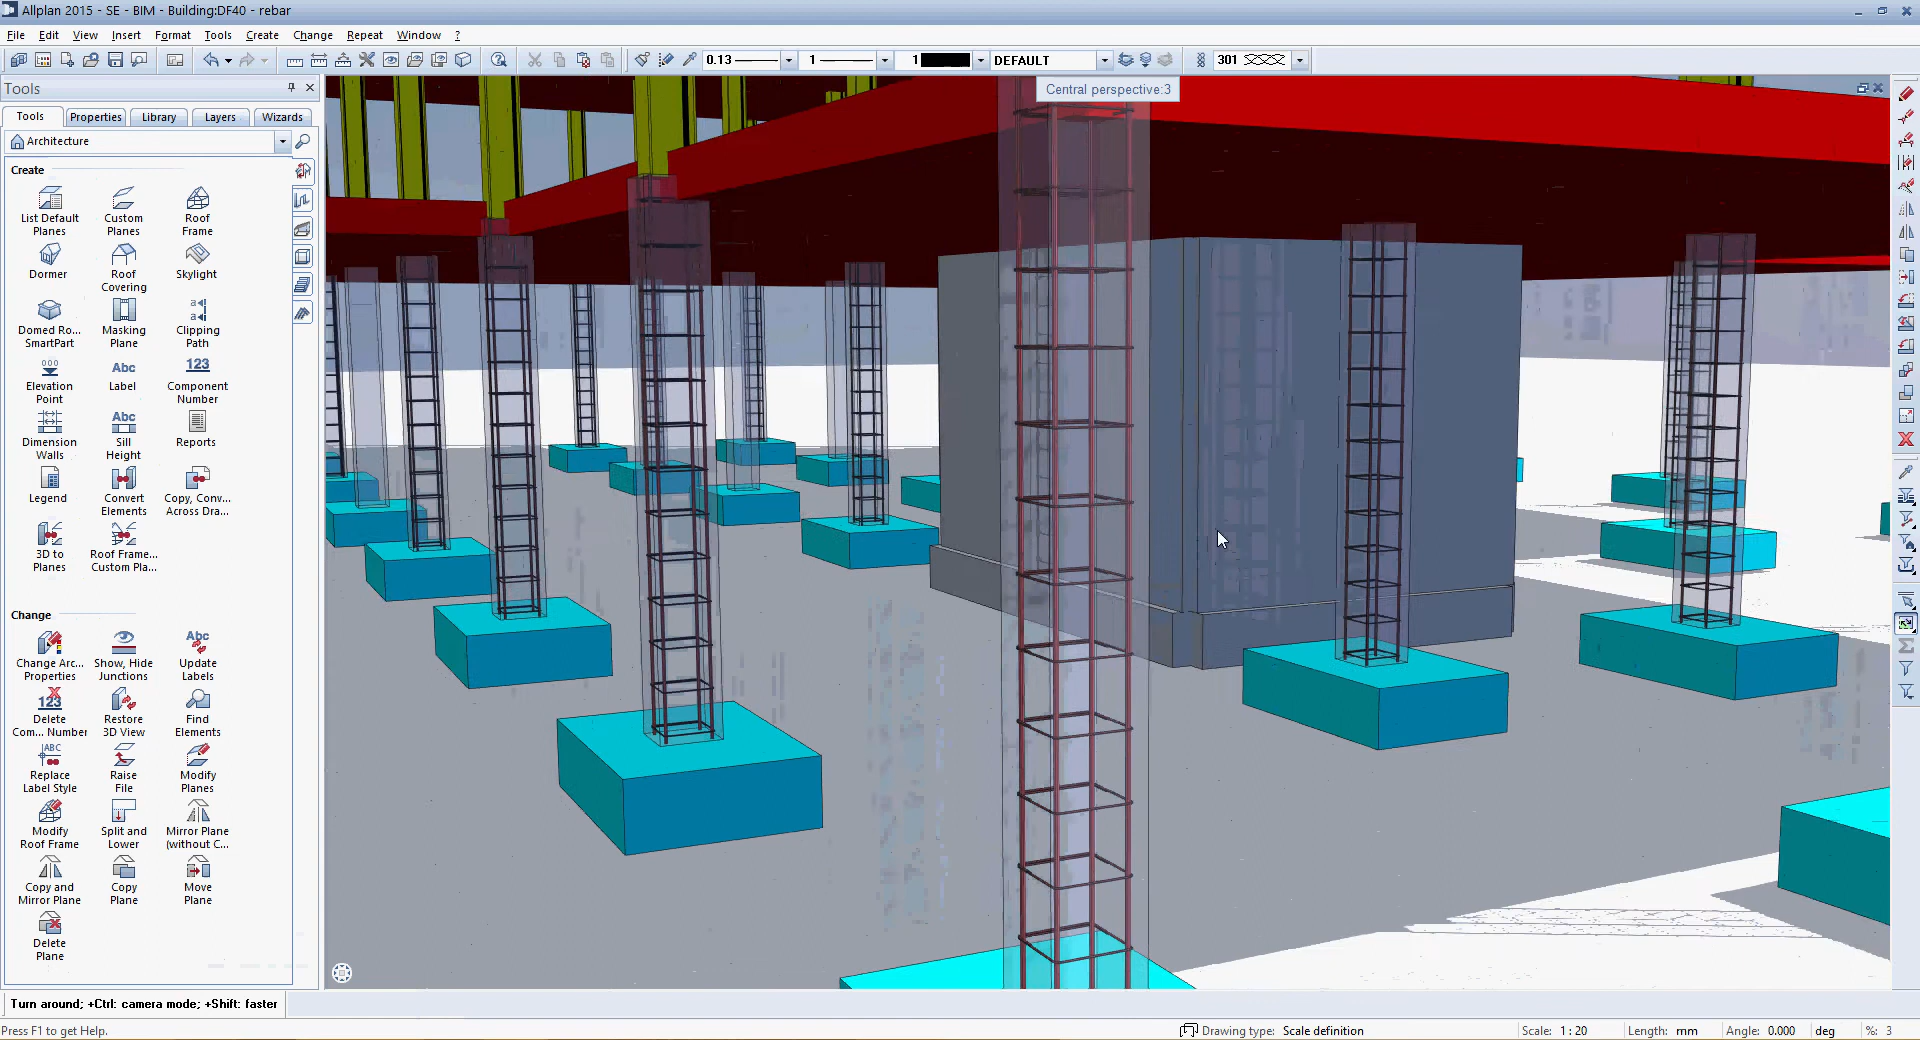 Allplan 2015 - SE - BIM - Building:DF40 - rebar
File Edit View Insert Format Tools Create Change Repeat Window ?
0.13 1 1 DEFAULT 301
Central perspective:3
Tools
Tools Properties Library Layers Wizards
Architecture
Create
List Default Planes
Custom Planes
Roof Frame
Dormer
Roof Covering
Skylight
Domed Ro... SmartPart
Masking Plane
a a
Clipping Path
000
Elevation Point
Abc
Label
123
Component Number
Dimension Walls
Abc
Sill Height
Reports
Legend
Convert Elements
Copy, Conv... Across Dra...
3D to Planes
Roof Frame... Custom Pla...
Change
Change Arc... Properties
Show, Hide Junctions
Abc
Update Labels
123
Delete Com... Number
Restore 3D View
Find Elements
ABC
Replace Label Style
Raise File
Modify Planes
Modify Roof Frame
Split and Lower
Mirror Plane (without C...
Copy and Mirror Plane
Copy Plane
Move Plane
Delete Plane
Turn around; +Ctrl: camera mode; +Shift: faster
Press F1 to get Help.
Drawing type: Scale definition Scale: 1 : 20 Length: mm Angle: 0.000 deg %: 3